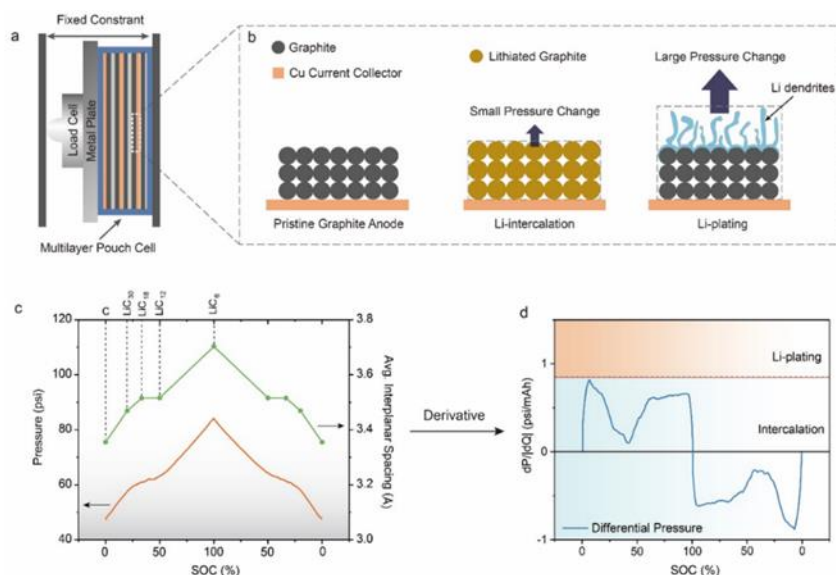 a
Fixed Constrant
Load Cell
Metal Plate
Multilayer Pouch Cell
b
Graphite
Cu Current Collector
Lithiated Graphite
Small Pressure Change
Large Pressure Change
Li dendrites
Pristine Graphite Anode
Li-intercalation
Li-plating
c
C
LiC30
LiC18
LiC12
LiC6
120
100
80
60
40
Pressure (psi)
3.8
3.6
3.4
3.2
3.0
Avg. Interplanar Spacing (A)
0
50
100
50
0
SOC (%)
Derivative
d
Li-plating
Intercalation
Differential Pressure
1
0
-1
dP/|dQ| (psi/mAh)
0
50
100
50
0
SOC (%)